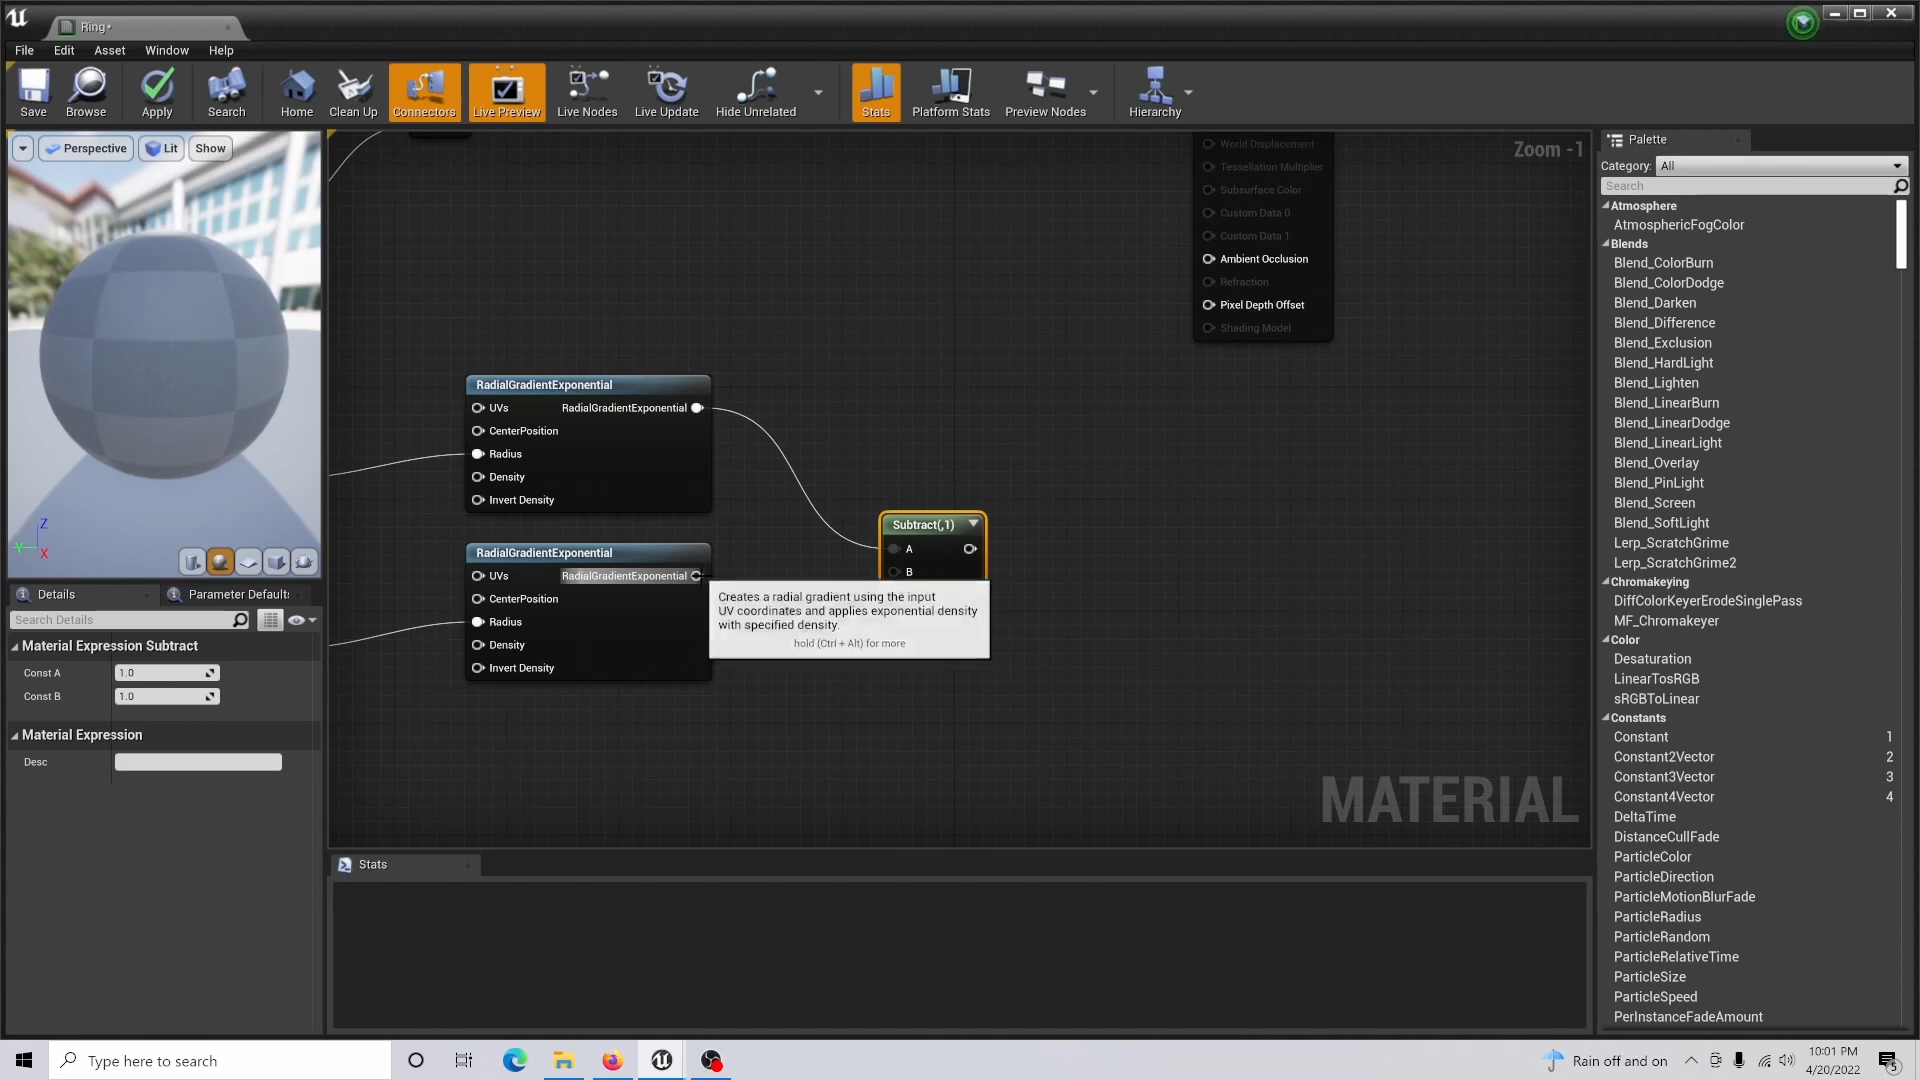 Ring*
File Edit Asset Window Help
Save Browse Apply Search Home Clean Up Connectors Live Preview Live Nodes Live Update Hide Unrelated Stats Platform Stats Preview Nodes Hierarchy
Perspective Lit Show
Z
Y
X
Zoom -1
World Displacement
Tessellation Multiplier
Subsurface Color
Custom Data 0
Custom Data 1
Ambient Occlusion
Refraction
Pixel Depth Offset
Shading Model
RadialGradientExponential
UVs RadialGradientExponential
CenterPosition
Radius
Density
Invert Density
Subtract(,1)
A
B
RadialGradientExponential
UVs RadialGradientExponential
CenterPosition
Radius
Density
Invert Density
Creates a radial gradient using the input
UV coordinates and applies exponential density
with specified density.
hold (Ctrl + Alt) for more
MATERIAL
Details Parameter Defaults
Search Details
Material Expression Subtract
Const A 1.0
Const B 1.0
Material Expression
Desc
Stats
Palette
Category: All
Search
Atmosphere
AtmosphericFogColor
Blends
Blend_ColorBurn
Blend_ColorDodge
Blend_Darken
Blend_Difference
Blend_Exclusion
Blend_HardLight
Blend_Lighten
Blend_LinearBurn
Blend_LinearDodge
Blend_LinearLight
Blend_Overlay
Blend_PinLight
Blend_Screen
Blend_SoftLight
Lerp_ScratchGrime
Lerp_ScratchGrime2
Chromakeying
DiffColorKeyerErodeSinglePass
MF_Chromakeyer
Color
Desaturation
LinearTosRGB
sRGBToLinear
Constants
Constant 1
Constant2Vector 2
Constant3Vector 3
Constant4Vector 4
DeltaTime
DistanceCullFade
ParticleColor
ParticleDirection
ParticleMotionBlurFade
ParticleRadius
ParticleRandom
ParticleRelativeTime
ParticleSize
ParticleSpeed
PerInstanceFadeAmount
Type here to search
Rain off and on
10:01 PM
4/20/2022
5